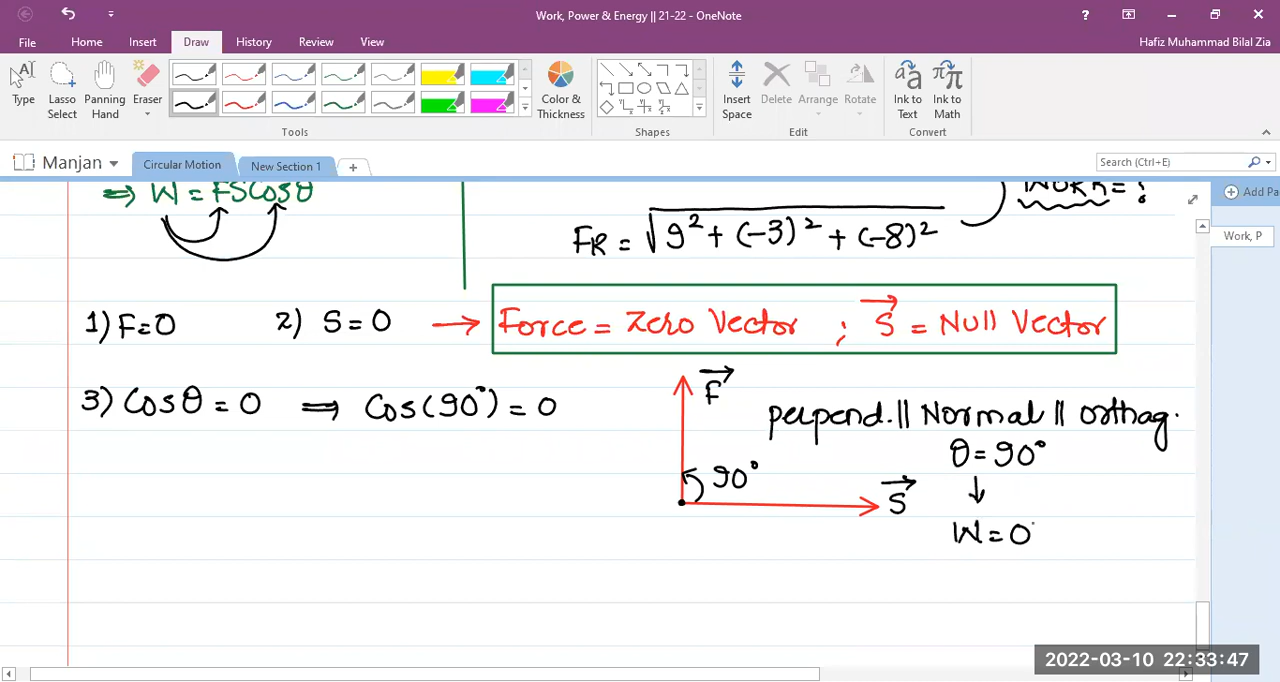 Work, Power & Energy || 21-22 - OneNote
File Home Insert Draw History Review View
Hafiz Muhammad Bilal Zia
Type Lasso Select Panning Hand Eraser Color & Thickness Insert Space Delete Arrange Rotate Ink to Text Ink to Math
Tools Shapes Edit Convert
Manjan Circular Motion New Section 1 Search (Ctrl+E)
Add Pa
Work, P
⇒ W = FSCosθ
WORK = ?
FR = √9² + (-3)² + (-8)²
1) F=0 2) S = 0 → Force = Zero Vector ; S⃗ = Null Vector
3) Cosθ = 0 ⇒ Cos(90°) = 0
F⃗
perpend. || Normal || orthag.
θ = 90°
90°
S⃗
↓
W = 0
2022-03-10 22:33:47